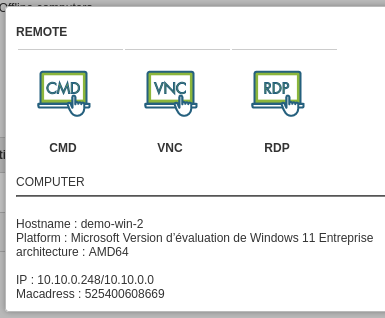 Offline computers
REMOTE
CMD VNC RDP
CMD VNC RDP
COMPUTER
Hostname : demo-win-2
Platform : Microsoft Version d’évaluation de Windows 11 Entreprise
architecture : AMD64
IP : 10.10.0.248/10.10.0.0
Macadress : 525400608669